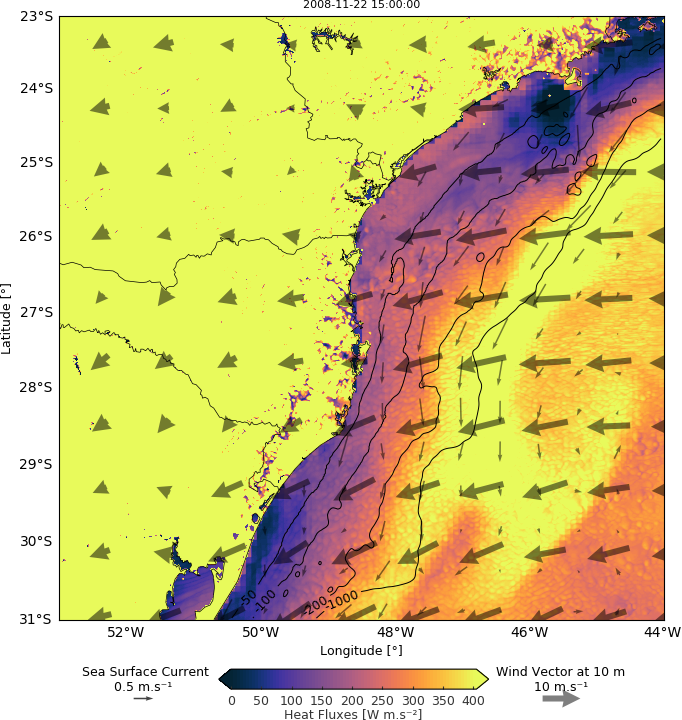 2008-11-22 15:00:00
23°S
24°S
25°S
26°S
27°S
28°S
29°S
30°S
31°S
Latitude [°]
-50
-100
-200
-1000
52°W
50°W
48°W
46°W
44°W
Longitude [°]
Sea Surface Current
0.5 m.s⁻¹
Wind Vector at 10 m
10 m.s⁻¹
0 50 100 150 200 250 300 350 400
Heat Fluxes [W m.s⁻²]